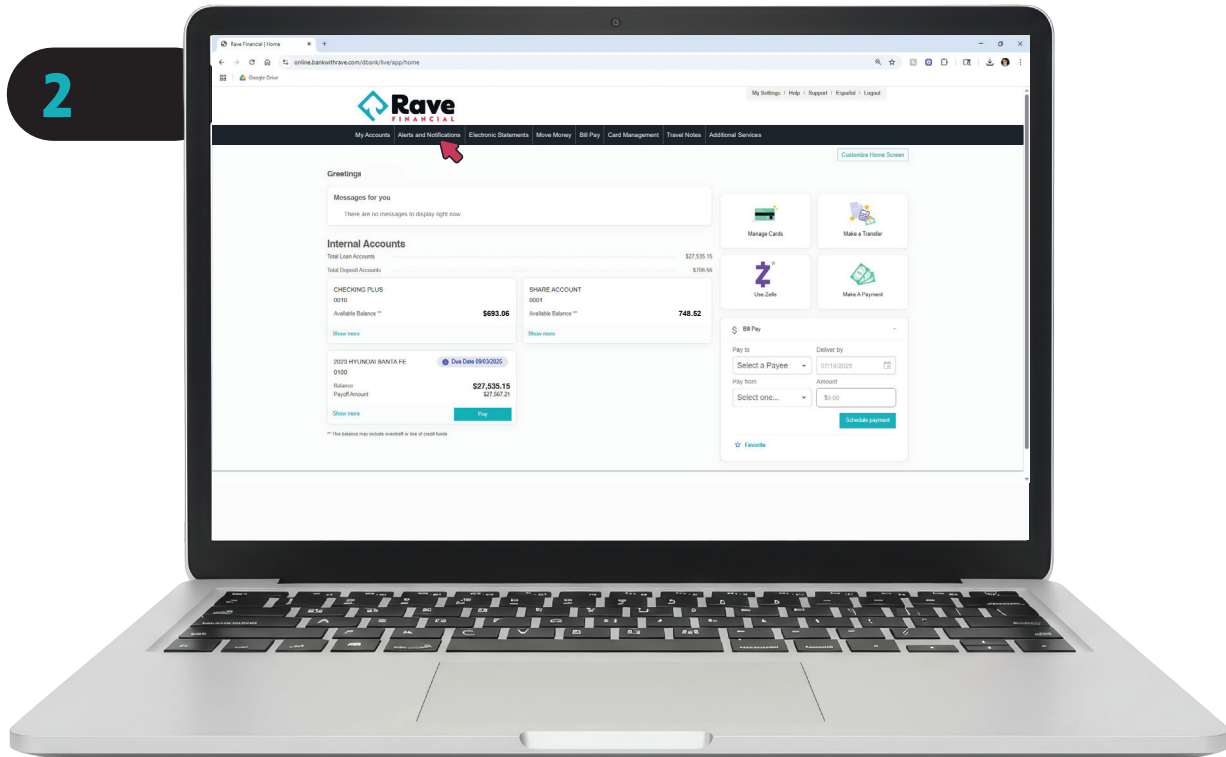 2
Rave Financial | Home
online.bankwithrave.com/dbank/live/app/home
Google Drive
My Settings | Help | Support | Español | Logout
Rave
FINANCIAL
My Accounts Alerts and Notifications Electronic Statements Move Money Bill Pay Card Management Travel Notes Additional Services
Customize Home Screen
Greetings
Messages for you
There are no messages to display right now
Manage Cards
Make a Transfer
Internal Accounts
Total Loan Accounts $27,535.15
Total Deposit Accounts
CHECKING PLUS
0010
Available Balance ** $693.06
Show more
SHARE ACCOUNT
0001
Available Balance ** 748.52
Show more
Use Zelle
Make A Payment
2023 HYUNDAI SANTA FE
Due Date 09/03/2025
0100
Balance $27,535.15
Payoff Amount $27,567.21
Show more
Pay
** This balance may include overdraft or line of credit funds
Bill Pay
Pay to
Deliver by
Select a Payee
07/18/2025
Pay from
Amount
Select one...
$0.00
Schedule payment
Favorite